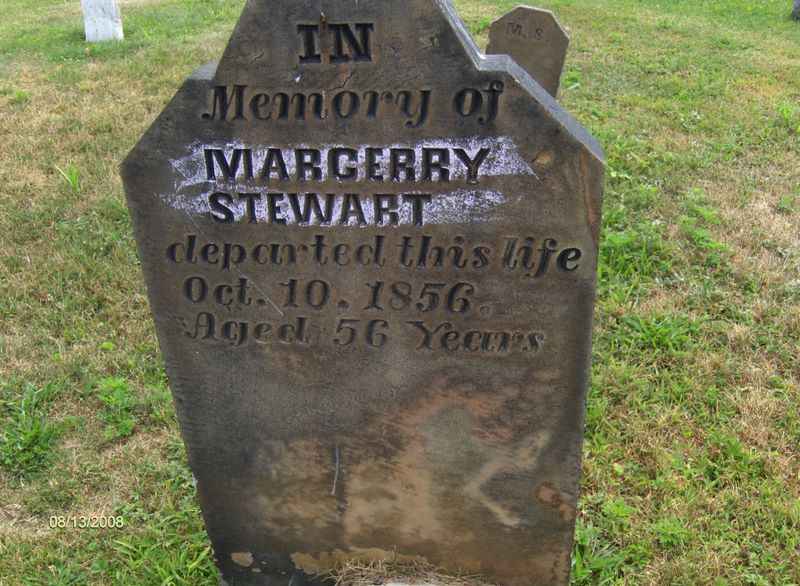 M. S.
IN
Memory of
MARGERRY
STEWART
departed this life
Oct. 10. 1856.
Aged 56 Years
08/13/2008